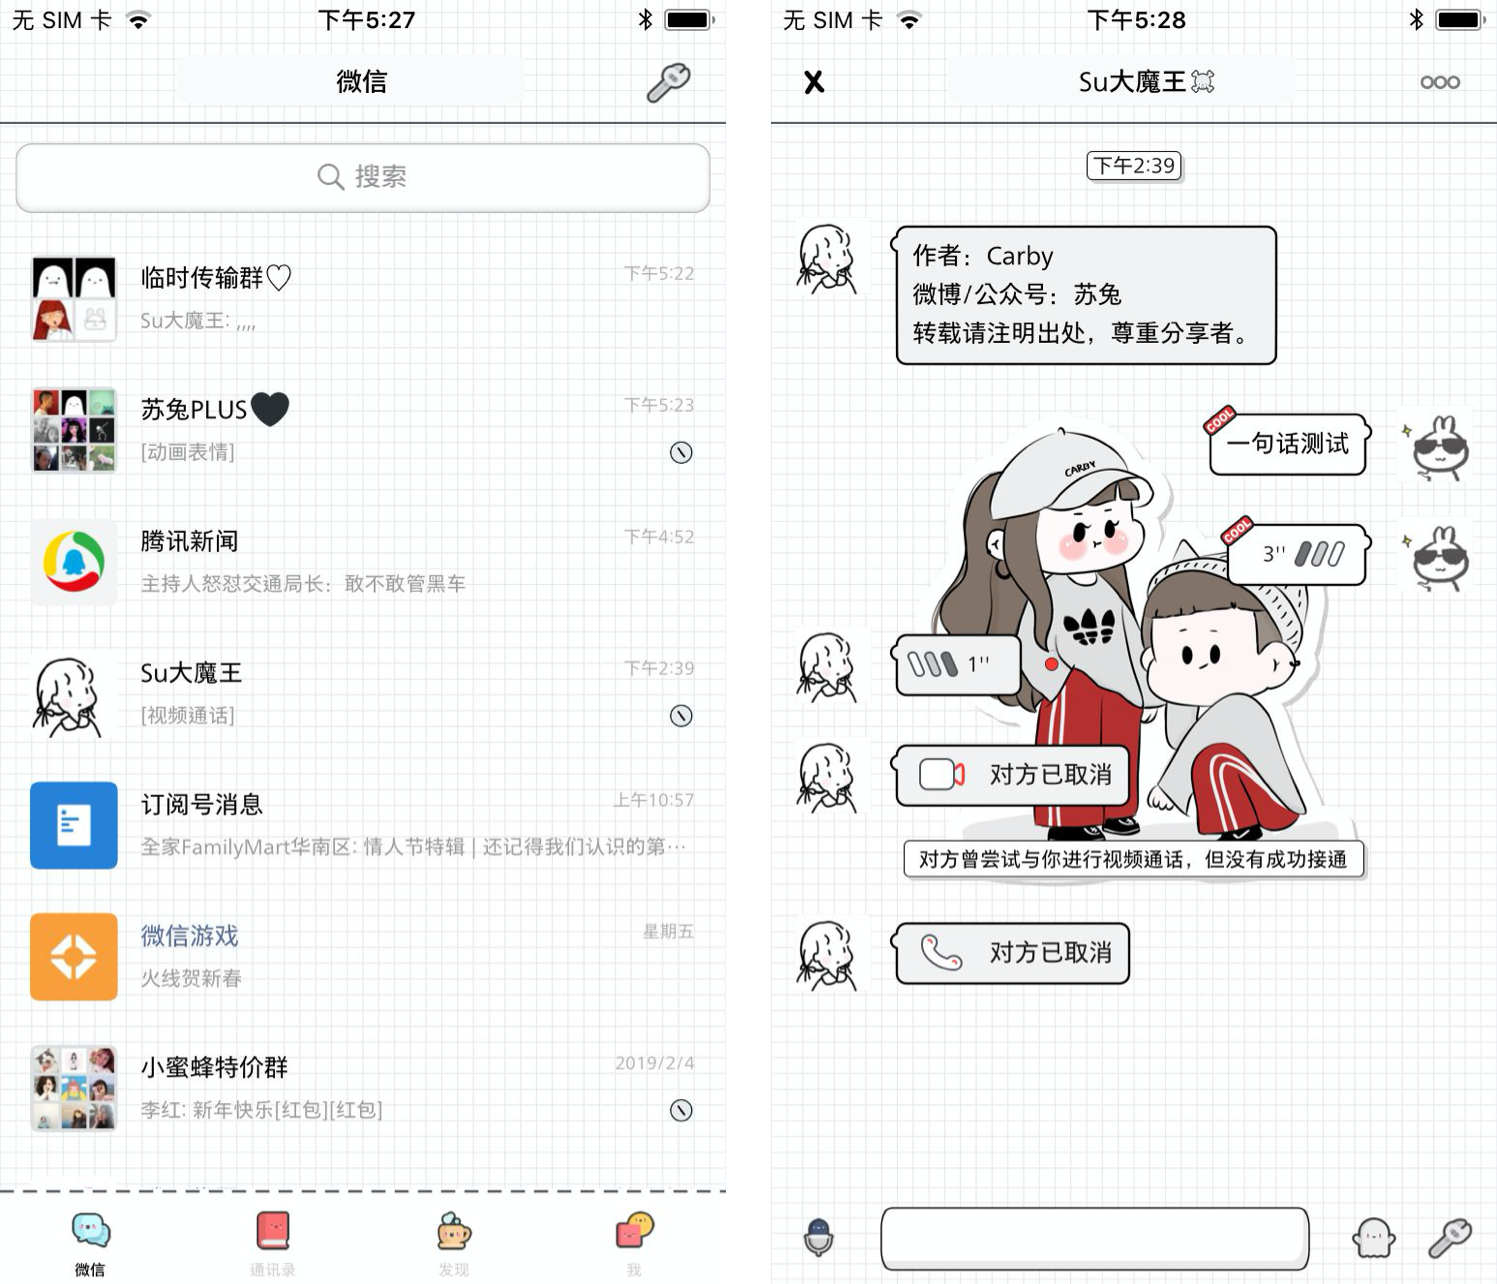 无 SIM 卡
下午5:27
微信
搜索
临时传输群♡
下午5:22
Su大魔王: ,,,,
苏兔PLUS🖤
下午5:23
[动画表情]
腾讯新闻
下午4:52
主持人怒怼交通局长：敢不敢管黑车
Su大魔王
下午2:39
[视频通话]
订阅号消息
上午10:57
全家FamilyMart华南区: 情人节特辑 | 还记得我们认识的第…
微信游戏
星期五
火线贺新春
小蜜蜂特价群
2019/2/4
李红: 新年快乐[红包][红包]
微信
通讯录
发现
我
无 SIM 卡
下午5:28
Su大魔王☠
下午2:39
作者：Carby
微博/公众号：苏兔
转载请注明出处，尊重分享者。
COOL
一句话测试
CARBY
COOL
3''
1''
对方已取消
对方曾尝试与你进行视频通话，但没有成功接通
对方已取消